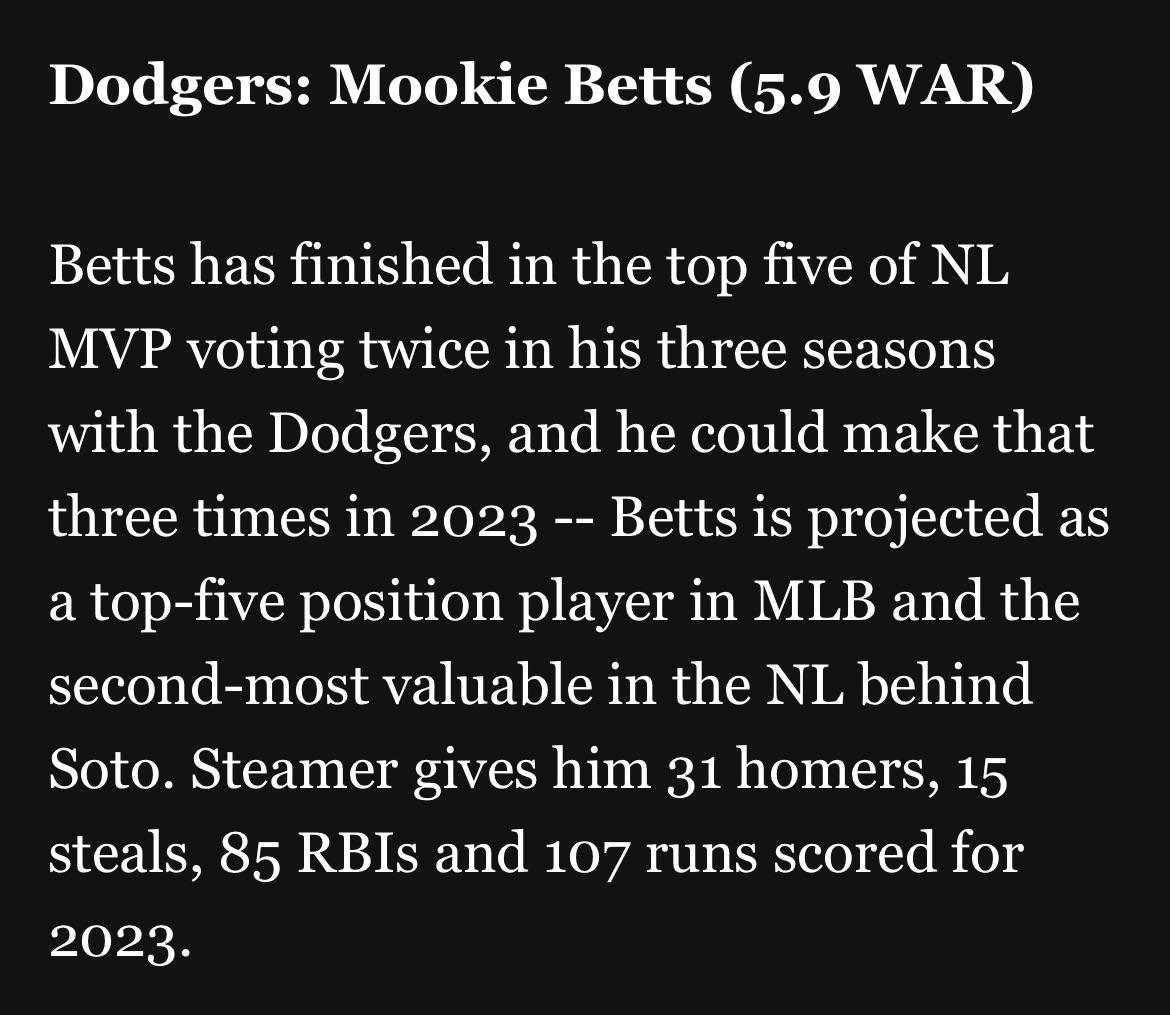 Dodgers: Mookie Betts (5.9 WAR)
Betts has finished in the top five of NL
MVP voting twice in his three seasons
with the Dodgers, and he could make that
three times in 2023 -- Betts is projected as
a top-five position player in MLB and the
second-most valuable in the NL behind
Soto. Steamer gives him 31 homers, 15
steals, 85 RBIs and 107 runs scored for
2023.